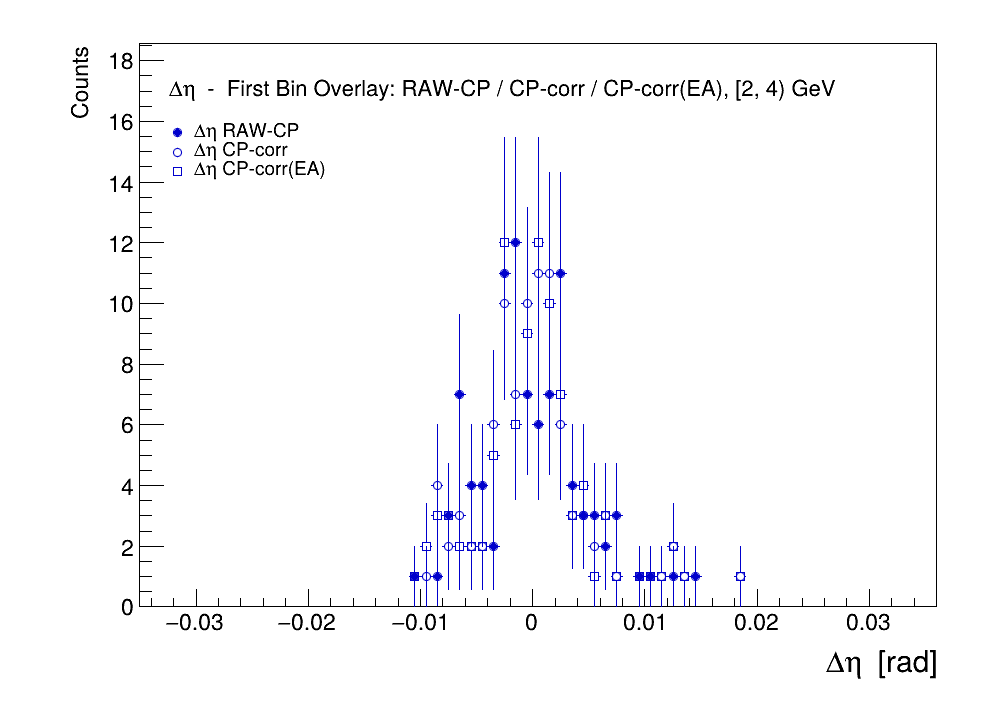 Counts
18
16
14
12
10
8
6
4
2
0
Δη - First Bin Overlay: RAW-CP / CP-corr / CP-corr(EA), [2, 4) GeV
Δη RAW-CP
Δη CP-corr
Δη CP-corr(EA)
−0.03 −0.02 −0.01 0 0.01 0.02 0.03
Δη [rad]